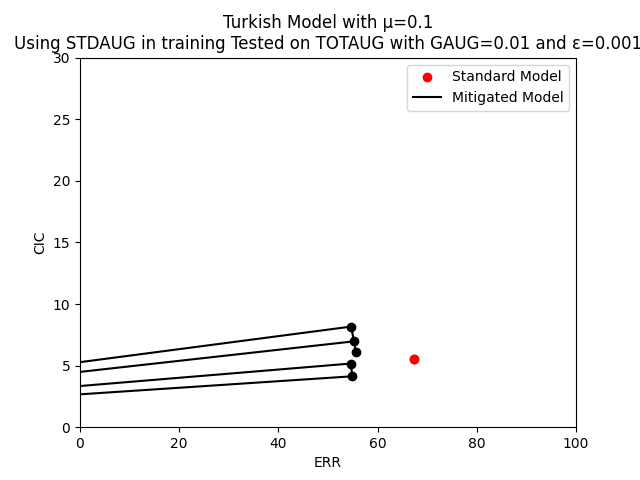 Turkish Model with μ=0.1
Using STDAUG in training Tested on TOTAUG with GAUG=0.01 and ε=0.001
30
25
20
15
10
5
0
CIC
Standard Model
Mitigated Model
0 20 40 60 80 100
ERR